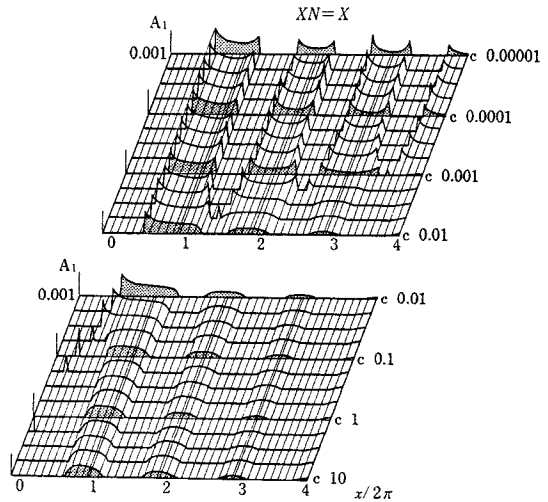 XN=X
A₁
0.001
c 0.00001
c 0.0001
c 0.001
c 0.01
0 1 2 3 4
A₁
0.001
c 0.01
c 0.1
c 1
c 10
0 1 2 3 4 x/2π